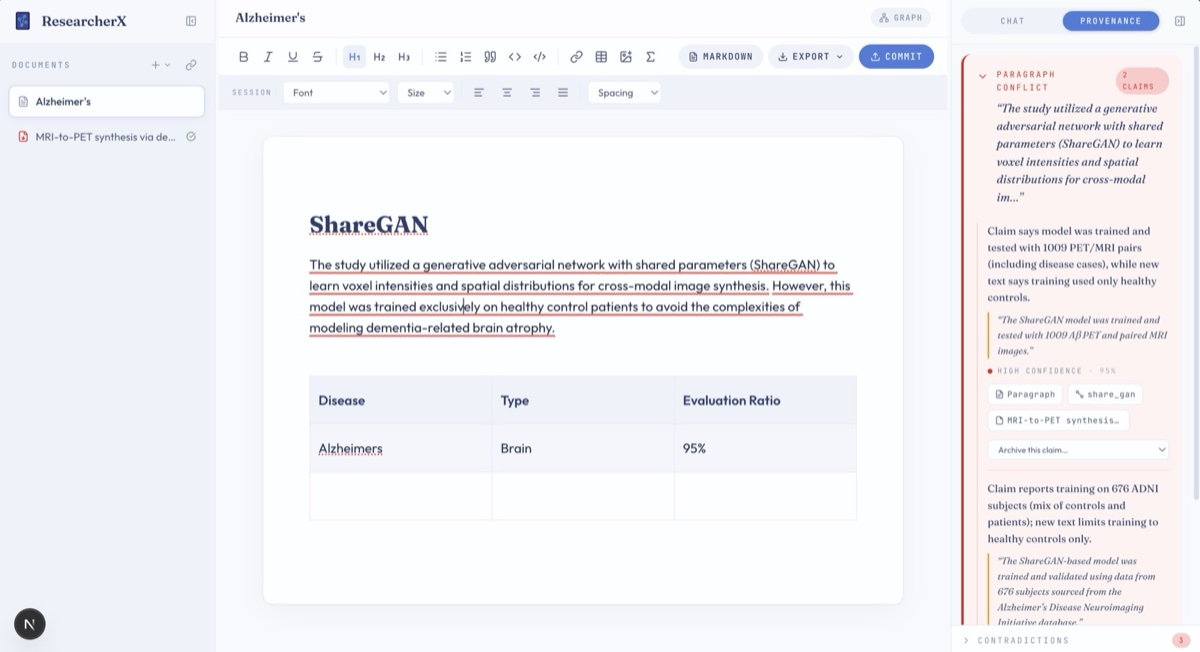 ResearcherX
DOCUMENTS
Alzheimer's
MRI-to-PET synthesis via de...
Alzheimer's
GRAPH
B I U S H1 H2 H3 Σ MARKDOWN EXPORT COMMIT
SESSION Font Size Spacing
ShareGAN
The study utilized a generative adversarial network with shared parameters (ShareGAN) to
learn voxel intensities and spatial distributions for cross-modal image synthesis. However, this
model was trained exclusively on healthy control patients to avoid the complexities of
modeling dementia-related brain atrophy.
Disease Type Evaluation Ratio
Alzheimers Brain 95%
CHAT PROVENANCE
PARAGRAPH
CONFLICT
2
CLAIMS
“The study utilized a generative
adversarial network with shared
parameters (ShareGAN) to learn
voxel intensities and spatial
distributions for cross-modal
im...”
Claim says model was trained and
tested with 1009 PET/MRI pairs
(including disease cases), while new
text says training used only healthy
controls.
“The ShareGAN model was trained and
tested with 1009 Aβ PET and paired MRI
images.”
HIGH CONFIDENCE · 95%
Paragraph share_gan
MRI-to-PET synthesis…
Archive this claim...
Claim reports training on 676 ADNI
subjects (mix of controls and
patients); new text limits training to
healthy controls only.
“The ShareGAN-based model was
trained and validated using data from
676 subjects sourced from the
Alzheimer's Disease Neuroimaging
Initiative database.”
CONTRADICTIONS 3
N